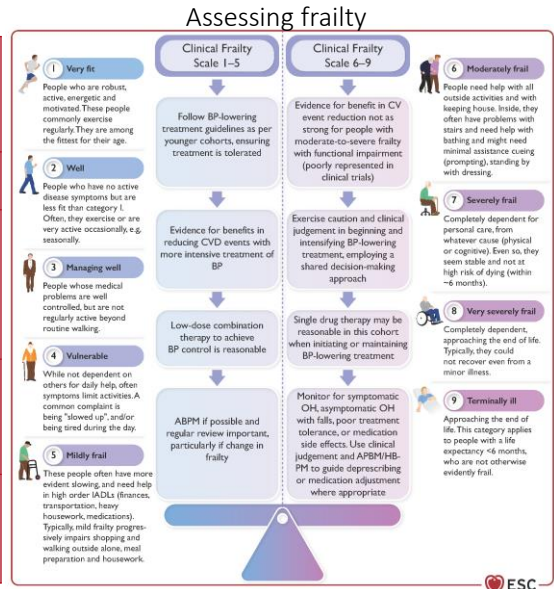 Assessing frailty
1 Very fit
People who are robust,
active, energetic and
motivated. These people
commonly exercise
regularly. They are among
the fittest for their age.
2 Well
People who have no active
disease symptoms but are
less fit than category 1.
Often, they exercise or are
very active occasionally, e.g.
seasonally.
3 Managing well
People whose medical
problems are well
controlled, but are not
regularly active beyond
routine walking.
4 Vulnerable
While not dependent on
others for daily help, often
symptoms limit activities. A
common complaint is
being "slowed up", and/or
being tired during the day.
5 Mildly frail
These people often have more
evident slowing, and need help
in high order IADLs (finances,
transportation, heavy
housework, medications).
Typically, mild frailty progres-
sively impairs shopping and
walking outside alone, meal
preparation and housework.
Clinical Frailty
Scale 1–5
Follow BP-lowering
treatment guidelines as per
younger cohorts, ensuring
treatment is tolerated
Evidence for benefits in
reducing CVD events with
more intensive treatment of
BP
Low-dose combination
therapy to achieve
BP control is reasonable
ABPM if possible and
regular review important,
particularly if change in
frailty
Clinical Frailty
Scale 6–9
Evidence for benefit in CV
event reduction not as
strong for people with
moderate-to-severe frailty
with functional impairment
(poorly represented in
clinical trials)
Exercise caution and clinical
judgement in beginning and
intensifying BP-lowering
treatment, employing a
shared decision-making
approach
Single drug therapy may be
reasonable in this cohort
when initiating or maintaining
BP-lowering treatment
Monitor for symptomatic
OH, asymptomatic OH
with falls, poor treatment
tolerance, or medication
side effects. Use clinical
judgement and APBM/HB-
PM to guide deprescribing
or medication adjustment
where appropriate
6 Moderately frail
People need help with all
outside activities and with
keeping house. Inside, they
often have problems with
stairs and need help with
bathing and might need
minimal assistance cueing
(prompting), standing by
with dressing.
7 Severely frail
Completely dependent for
personal care, from
whatever cause (physical
or cognitive). Even so, they
seem stable and not at
high risk of dying (within
~6 months).
8 Very severely frail
Completely dependent,
approaching the end of life.
Typically, they could
not recover even from a
minor illness.
9 Terminally ill
Approaching the end of
life. This category applies
to people with a life
expectancy <6 months,
who are not otherwise
evidently frail.
ESC